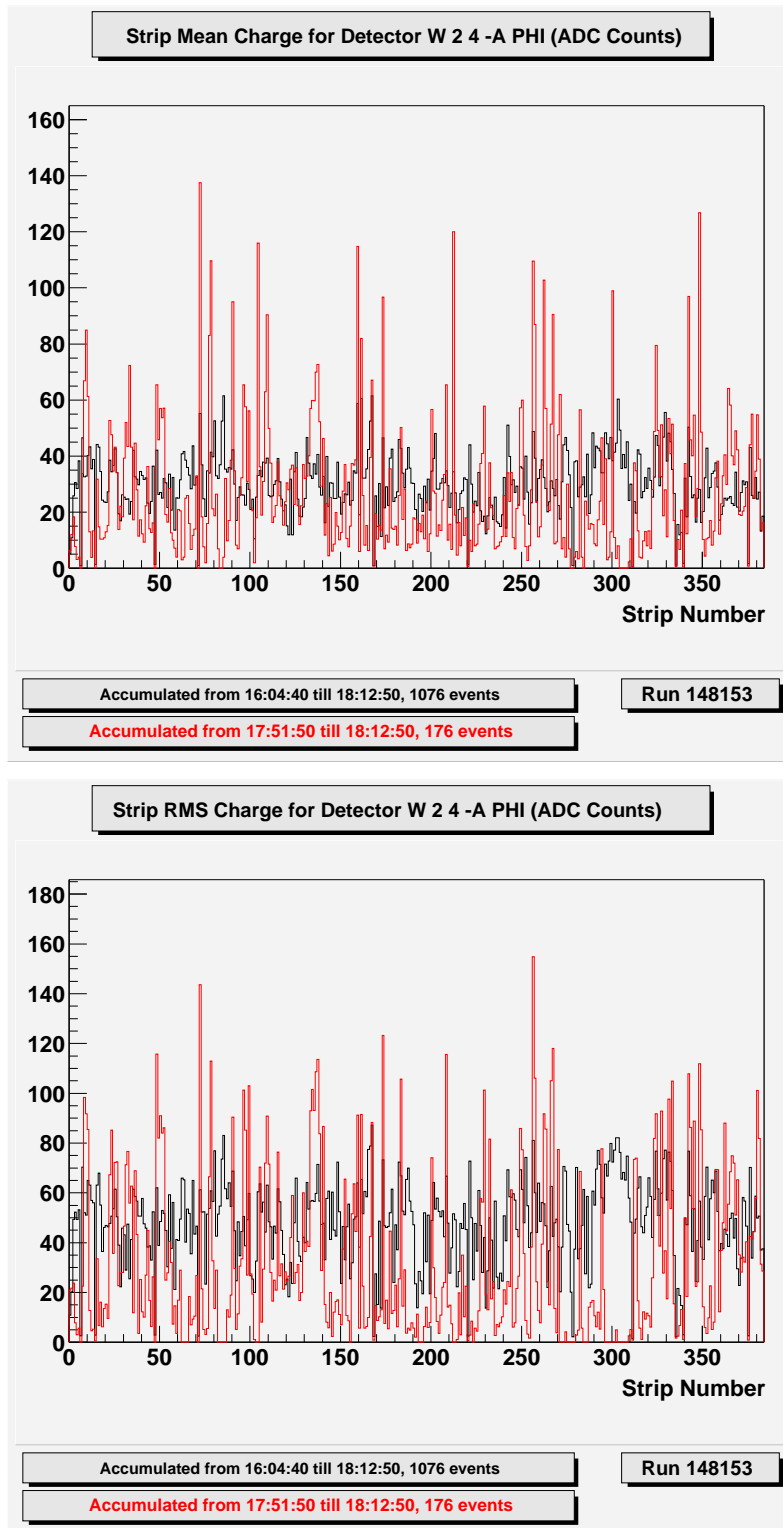 Strip Mean Charge for Detector W 2 4 -A PHI (ADC Counts)
160
140
120
100
80
60
40
20
0
0 50 100 150 200 250 300 350
Strip Number
Accumulated from 16:04:40 till 18:12:50, 1076 events
Run 148153
Accumulated from 17:51:50 till 18:12:50, 176 events
Strip RMS Charge for Detector W 2 4 -A PHI (ADC Counts)
180
160
140
120
100
80
60
40
20
0
0 50 100 150 200 250 300 350
Strip Number
Accumulated from 16:04:40 till 18:12:50, 1076 events
Run 148153
Accumulated from 17:51:50 till 18:12:50, 176 events